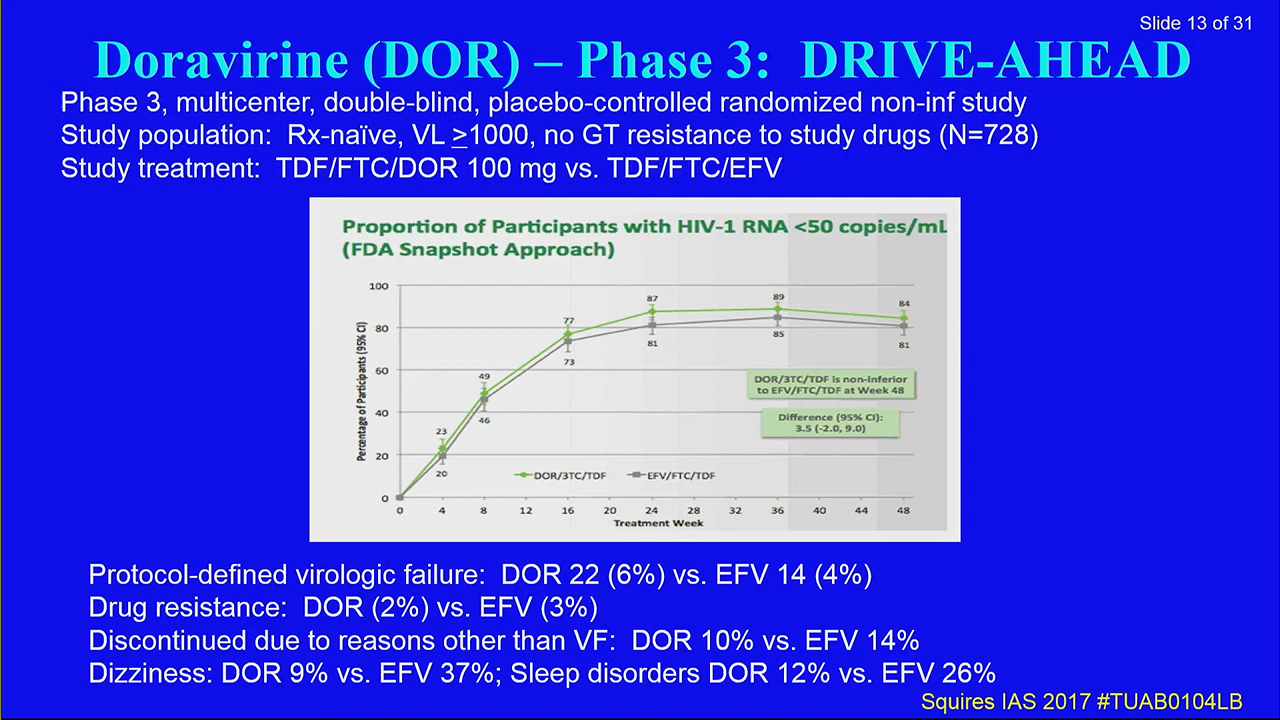 Slide 13 of 31
Doravirine (DOR) – Phase 3: DRIVE-AHEAD
Phase 3, multicenter, double-blind, placebo-controlled randomized non-inf study
Study population: Rx-naïve, VL ≥1000, no GT resistance to study drugs (N=728)
Study treatment: TDF/FTC/DOR 100 mg vs. TDF/FTC/EFV
Proportion of Participants with HIV-1 RNA <50 copies/mL
(FDA Snapshot Approach)
Percentage of Participants (95% CI)
100
80
60
40
20
0
23
49
77
87
89
84
20
46
73
81
85
81
DOR/3TC/TDF is non-inferior
to EFV/FTC/TDF at Week 48
Difference (95% CI):
3.5 (-2.0, 9.0)
DOR/3TC/TDF EFV/FTC/TDF
0 4 8 12 16 20 24 28 32 36 40 44 48
Treatment Week
Protocol-defined virologic failure: DOR 22 (6%) vs. EFV 14 (4%)
Drug resistance: DOR (2%) vs. EFV (3%)
Discontinued due to reasons other than VF: DOR 10% vs. EFV 14%
Dizziness: DOR 9% vs. EFV 37%; Sleep disorders DOR 12% vs. EFV 26%
Squires IAS 2017 #TUAB0104LB